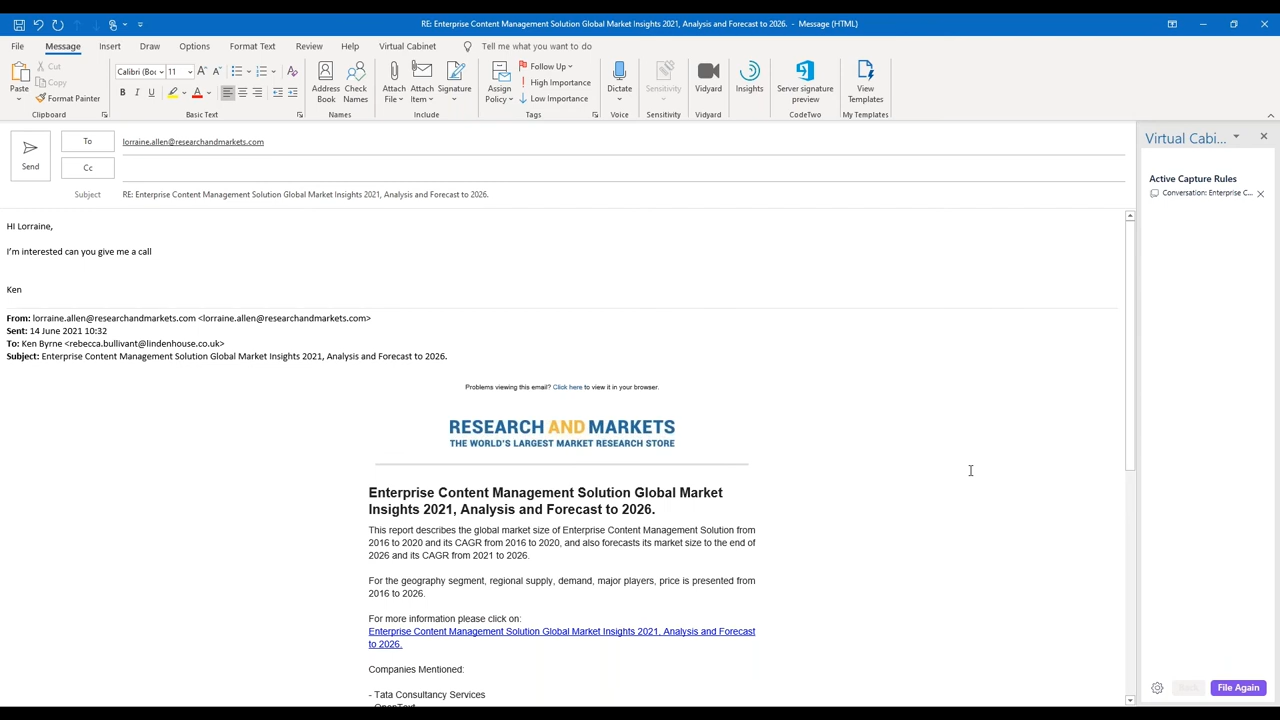 RE: Enterprise Content Management Solution Global Market Insights 2021, Analysis and Forecast to 2026. - Message (HTML)
File Message Insert Draw Options Format Text Review Help Virtual Cabinet Tell me what you want to do
Paste
Cut
Copy
Format Painter
Clipboard
Calibri (Bo 11
B I U
Basic Text
Address Book
Check Names
Names
Attach File
Attach Item
Signature
Include
Assign Policy
Follow Up
High Importance
Low Importance
Tags
Dictate
Voice
Sensitivity
Sensitivity
Vidyard
Vidyard
Insights
Server signature preview
CodeTwo
View Templates
My Templates
Send
To lorraine.allen@researchandmarkets.com
Cc
Subject RE: Enterprise Content Management Solution Global Market Insights 2021, Analysis and Forecast to 2026.
HI Lorraine,
I'm interested can you give me a call
Ken
From: lorraine.allen@researchandmarkets.com <lorraine.allen@researchandmarkets.com>
Sent: 14 June 2021 10:32
To: Ken Byrne <rebecca.bullivant@lindenhouse.co.uk>
Subject: Enterprise Content Management Solution Global Market Insights 2021, Analysis and Forecast to 2026.
Problems viewing this email? Click here to view it in your browser.
RESEARCH AND MARKETS
THE WORLD'S LARGEST MARKET RESEARCH STORE
Enterprise Content Management Solution Global Market
Insights 2021, Analysis and Forecast to 2026.
This report describes the global market size of Enterprise Content Management Solution from
2016 to 2020 and its CAGR from 2016 to 2020, and also forecasts its market size to the end of
2026 and its CAGR from 2021 to 2026.
For the geography segment, regional supply, demand, major players, price is presented from
2016 to 2026.
For more information please click on:
Enterprise Content Management Solution Global Market Insights 2021, Analysis and Forecast
to 2026.
Companies Mentioned:
- Tata Consultancy Services
- OpenText
Virtual Cabi...
Active Capture Rules
Conversation: Enterprise C...
Back
File Again